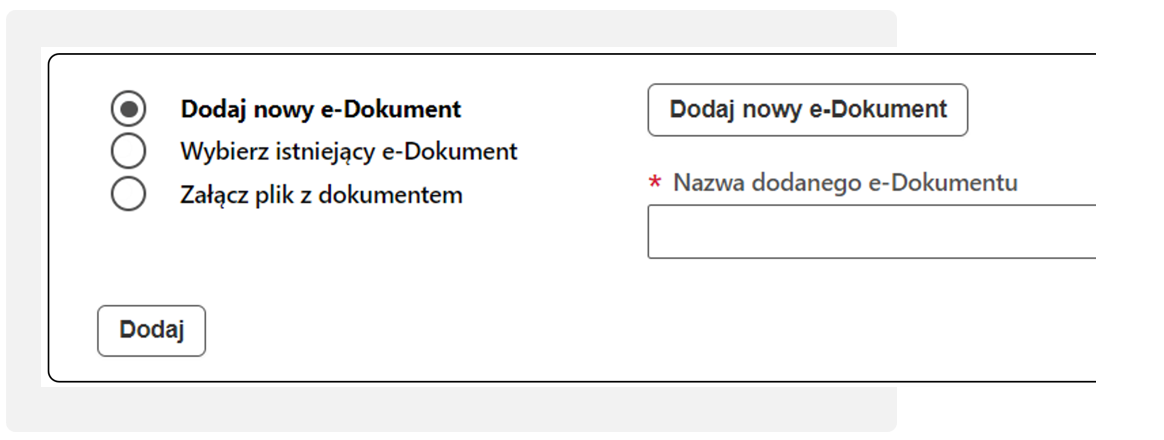 Dodaj nowy e-Dokument
Wybierz istniejący e-Dokument
Załącz plik z dokumentem
Dodaj nowy e-Dokument
* Nazwa dodanego e-Dokumentu
Dodaj